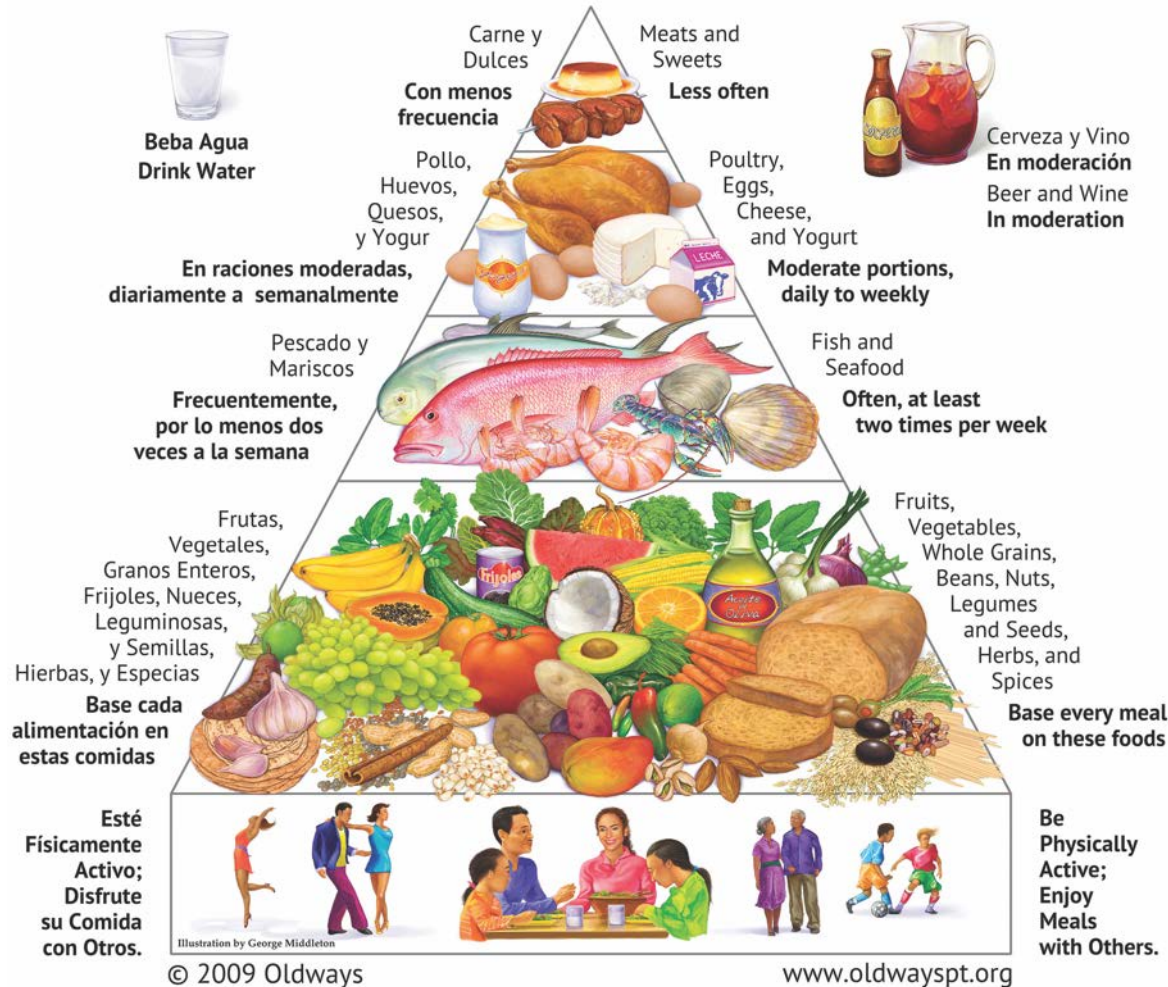 Carne y
Dulces
Con menos
frecuencia
Meats and
Sweets
Less often
Beba Agua
Drink Water
Cerveza y Vino
En moderación
Beer and Wine
In moderation
Pollo,
Huevos,
Quesos,
y Yogur
En raciones moderadas,
diariamente a semanalmente
Poultry,
Eggs,
Cheese,
and Yogurt
Moderate portions,
daily to weekly
LECHE
Pescado y
Mariscos
Frecuentemente,
por lo menos dos
veces a la semana
Fish and
Seafood
Often, at least
two times per week
Frutas,
Vegetales,
Granos Enteros,
Frijoles, Nueces,
Leguminosas,
y Semillas,
Hierbas, y Especias
Base cada
alimentación en
estas comidas
Frijoles
Aceite
Fruits,
Vegetables,
Whole Grains,
Beans, Nuts,
Legumes
and Seeds,
Herbs, and
Spices
Base every meal
on these foods
Esté
Físicamente
Activo;
Disfrute
su Comida
con Otros.
Be
Physically
Active;
Enjoy
Meals
with Others.
Illustration by George Middleton
© 2009 Oldways
www.oldwayspt.org